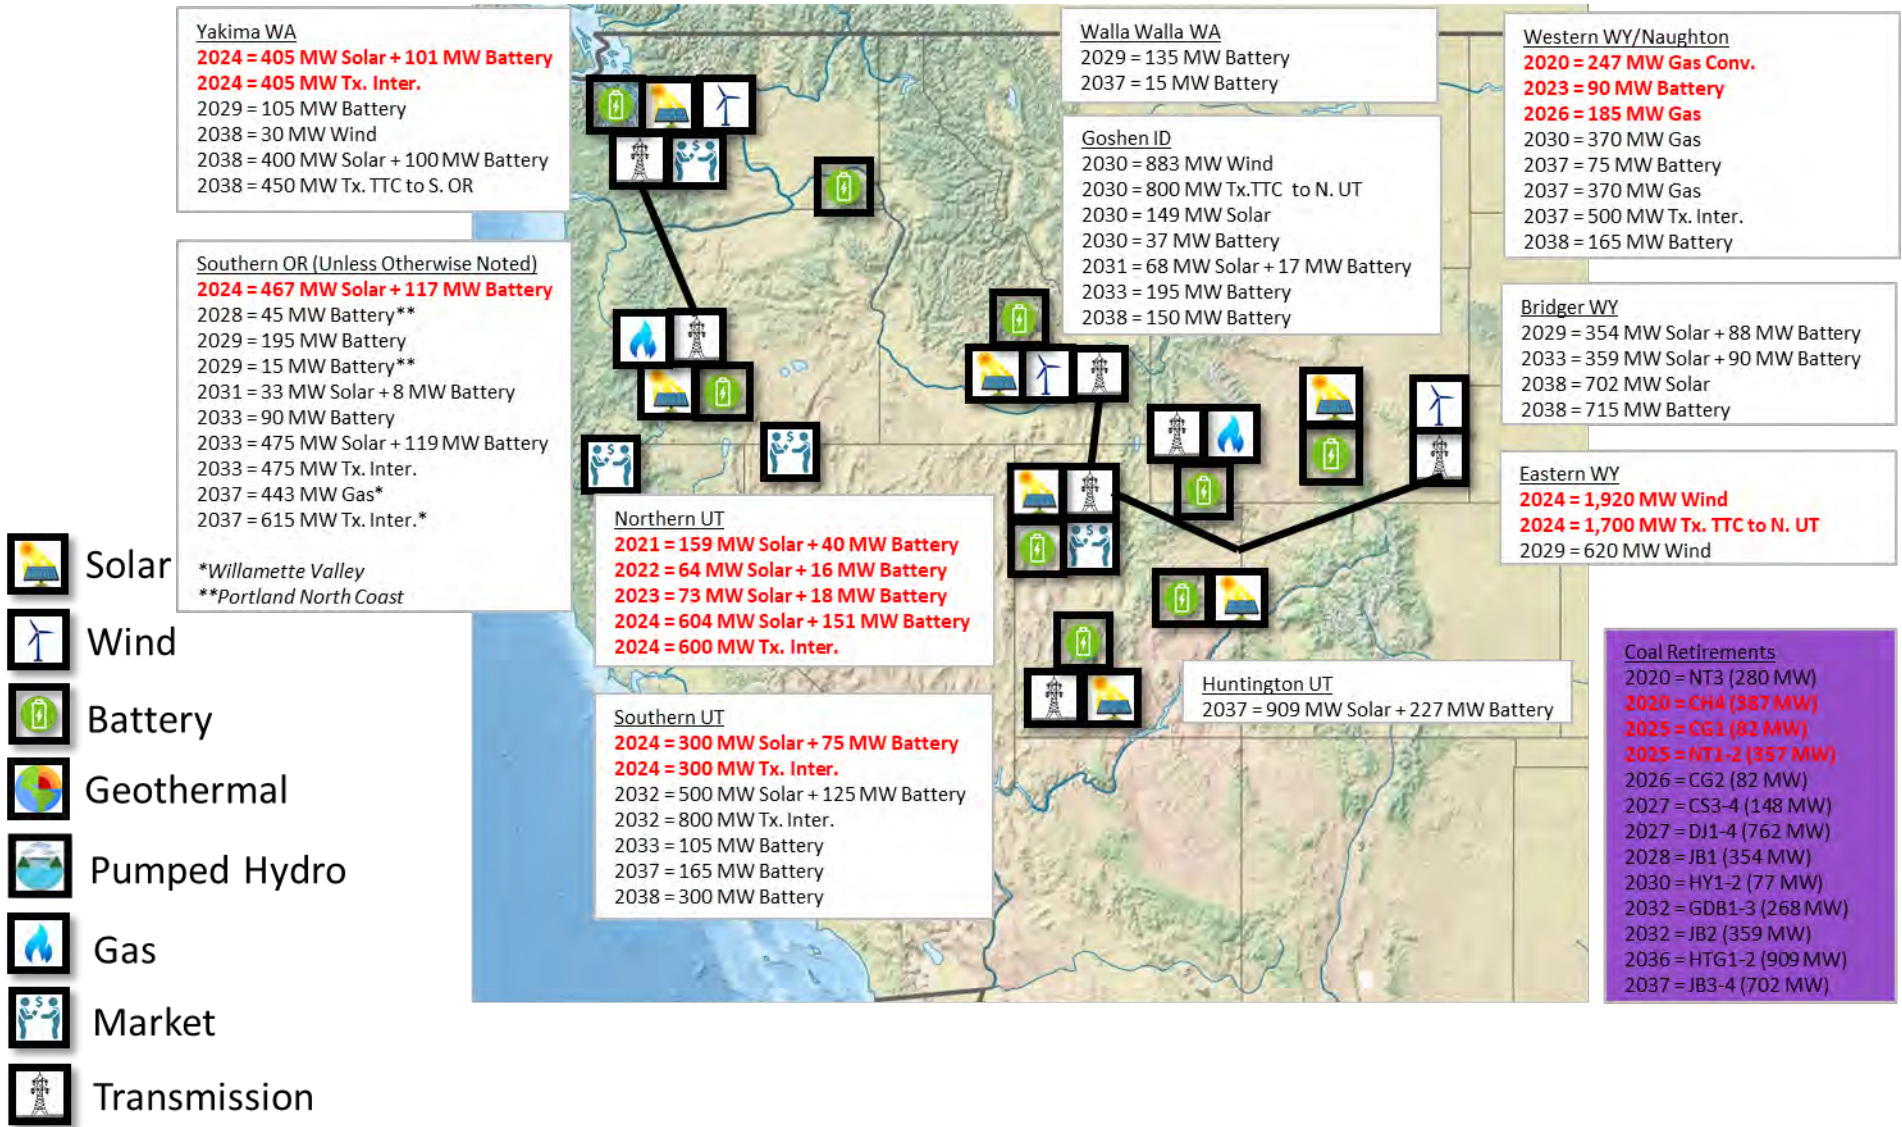 Yakima WA
2024 = 405 MW Solar + 101 MW Battery
2024 = 405 MW Tx. Inter.
2029 = 105 MW Battery
2038 = 30 MW Wind
2038 = 400 MW Solar + 100 MW Battery
2038 = 450 MW Tx. TTC to S. OR
Southern OR (Unless Otherwise Noted)
2024 = 467 MW Solar + 117 MW Battery
2028 = 45 MW Battery**
2029 = 195 MW Battery
2029 = 15 MW Battery**
2031 = 33 MW Solar + 8 MW Battery
2033 = 90 MW Battery
2033 = 475 MW Solar + 119 MW Battery
2033 = 475 MW Tx. Inter.
2037 = 443 MW Gas*
2037 = 615 MW Tx. Inter.*
*Willamette Valley
**Portland North Coast
Walla Walla WA
2029 = 135 MW Battery
2037 = 15 MW Battery
Goshen ID
2030 = 883 MW Wind
2030 = 800 MW Tx.TTC to N. UT
2030 = 149 MW Solar
2030 = 37 MW Battery
2031 = 68 MW Solar + 17 MW Battery
2033 = 195 MW Battery
2038 = 150 MW Battery
Western WY/Naughton
2020 = 247 MW Gas Conv.
2023 = 90 MW Battery
2026 = 185 MW Gas
2030 = 370 MW Gas
2037 = 75 MW Battery
2037 = 370 MW Gas
2037 = 500 MW Tx. Inter.
2038 = 165 MW Battery
Bridger WY
2029 = 354 MW Solar + 88 MW Battery
2033 = 359 MW Solar + 90 MW Battery
2038 = 702 MW Solar
2038 = 715 MW Battery
Eastern WY
2024 = 1,920 MW Wind
2024 = 1,700 MW Tx. TTC to N. UT
2029 = 620 MW Wind
Northern UT
2021 = 159 MW Solar + 40 MW Battery
2022 = 64 MW Solar + 16 MW Battery
2023 = 73 MW Solar + 18 MW Battery
2024 = 604 MW Solar + 151 MW Battery
2024 = 600 MW Tx. Inter.
Southern UT
2024 = 300 MW Solar + 75 MW Battery
2024 = 300 MW Tx. Inter.
2032 = 500 MW Solar + 125 MW Battery
2032 = 800 MW Tx. Inter.
2033 = 105 MW Battery
2037 = 165 MW Battery
2038 = 300 MW Battery
Huntington UT
2037 = 909 MW Solar + 227 MW Battery
Coal Retirements
2020 = NT3 (280 MW)
2020 = CH4 (387 MW)
2025 = CG1 (82 MW)
2025 = NT1-2 (357 MW)
2026 = CG2 (82 MW)
2027 = CS3-4 (148 MW)
2027 = DJ1-4 (762 MW)
2028 = JB1 (354 MW)
2030 = HY1-2 (77 MW)
2032 = GDB1-3 (268 MW)
2032 = JB2 (359 MW)
2036 = HTG1-2 (909 MW)
2037 = JB3-4 (702 MW)
Solar
Wind
Battery
Geothermal
Pumped Hydro
Gas
Market
Transmission